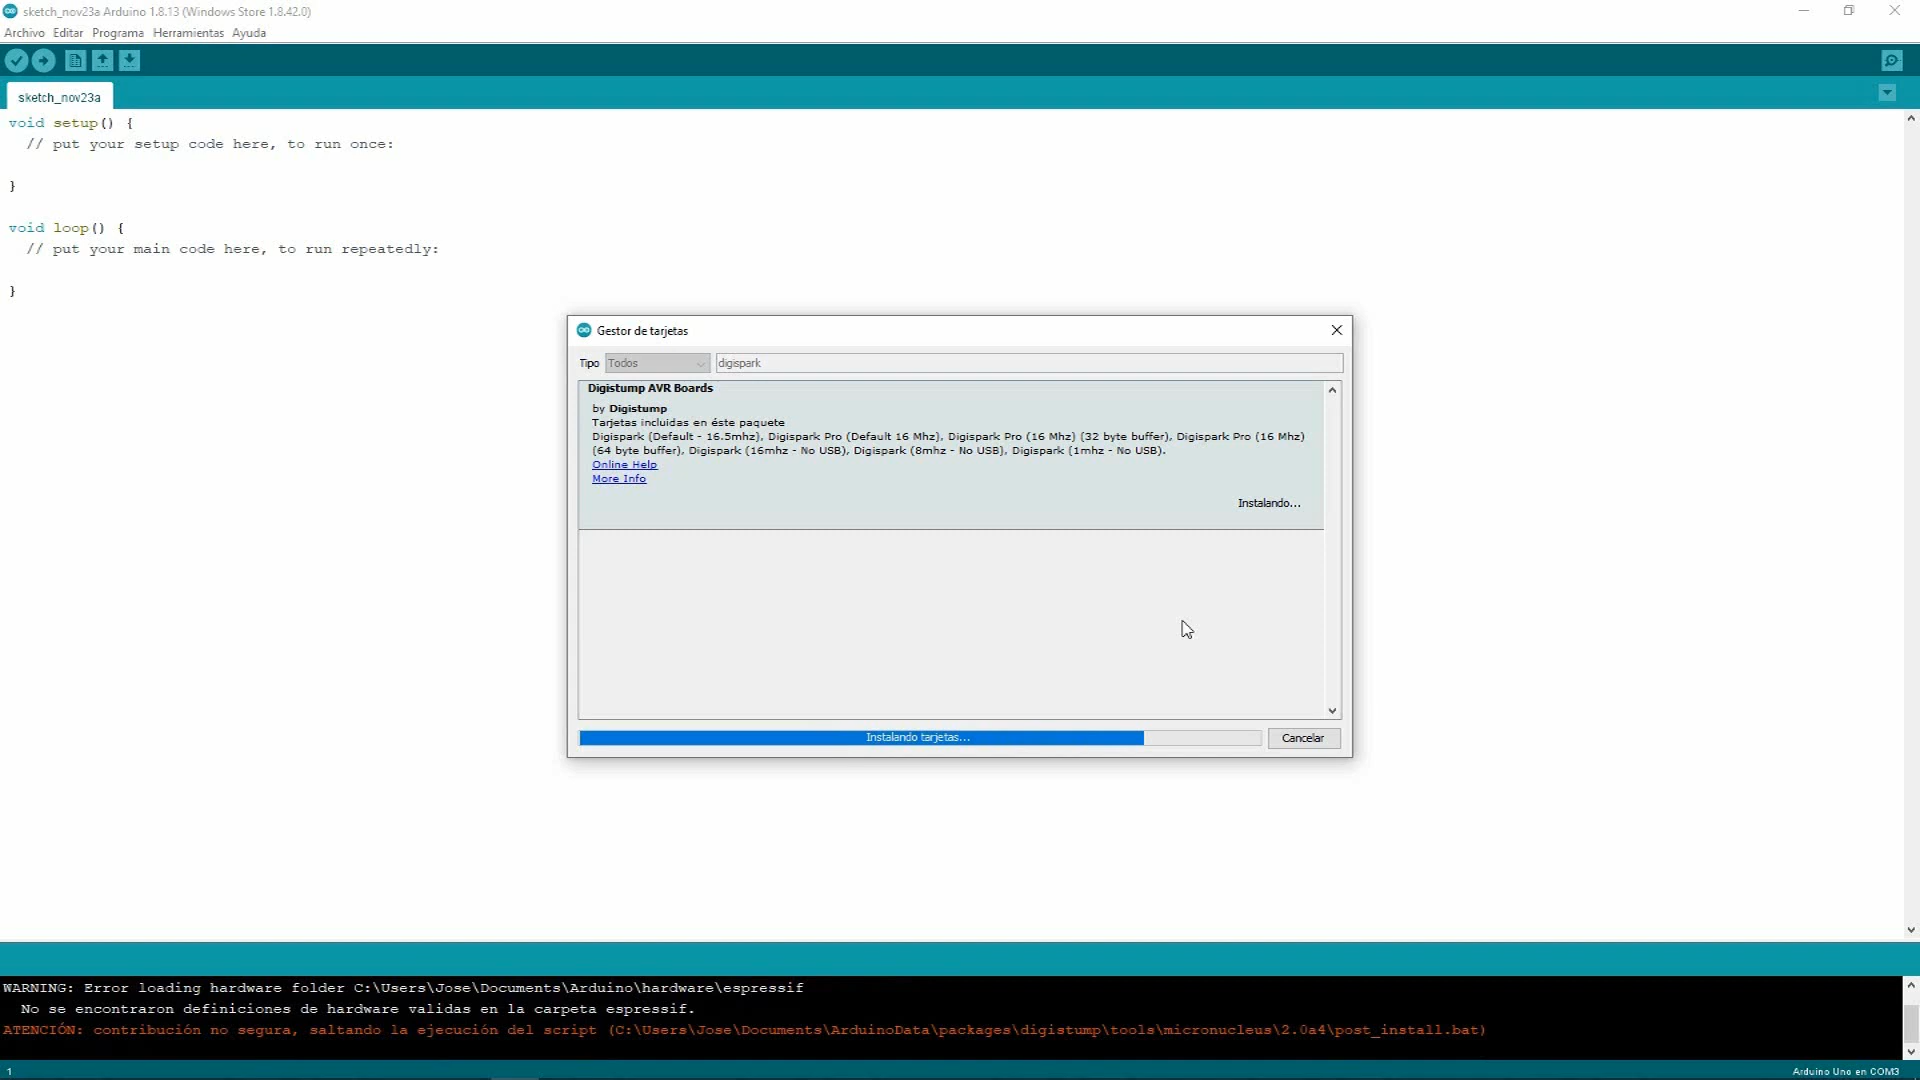 sketch_nov23a Arduino 1.8.13 (Windows Store 1.8.42.0)
Archivo Editar Programa Herramientas Ayuda
sketch_nov23a
void setup() {
// put your setup code here, to run once:
}
void loop() {
// put your main code here, to run repeatedly:
}
Gestor de tarjetas
Tipo Todos digispark
Digistump AVR Boards
by Digistump
Tarjetas incluidas en éste paquete
Digispark (Default - 16.5mhz), Digispark Pro (Default 16 Mhz), Digispark Pro (16 Mhz) (32 byte buffer), Digispark Pro (16 Mhz)
(64 byte buffer), Digispark (16mhz - No USB), Digispark (8mhz - No USB), Digispark (1mhz - No USB).
Online Help
More Info
Instalando...
Instalando tarjetas...
Cancelar
WARNING: Error loading hardware folder C:\Users\Jose\Documents\Arduino\hardware\espressif
No se encontraron definiciones de hardware validas en la carpeta espressif.
ATENCIÓN: contribución no segura, saltando la ejecución del script (C:\Users\Jose\Documents\ArduinoData\packages\digistump\tools\micronucleus\2.0a4\post_install.bat)
1
Arduino Uno en COM3